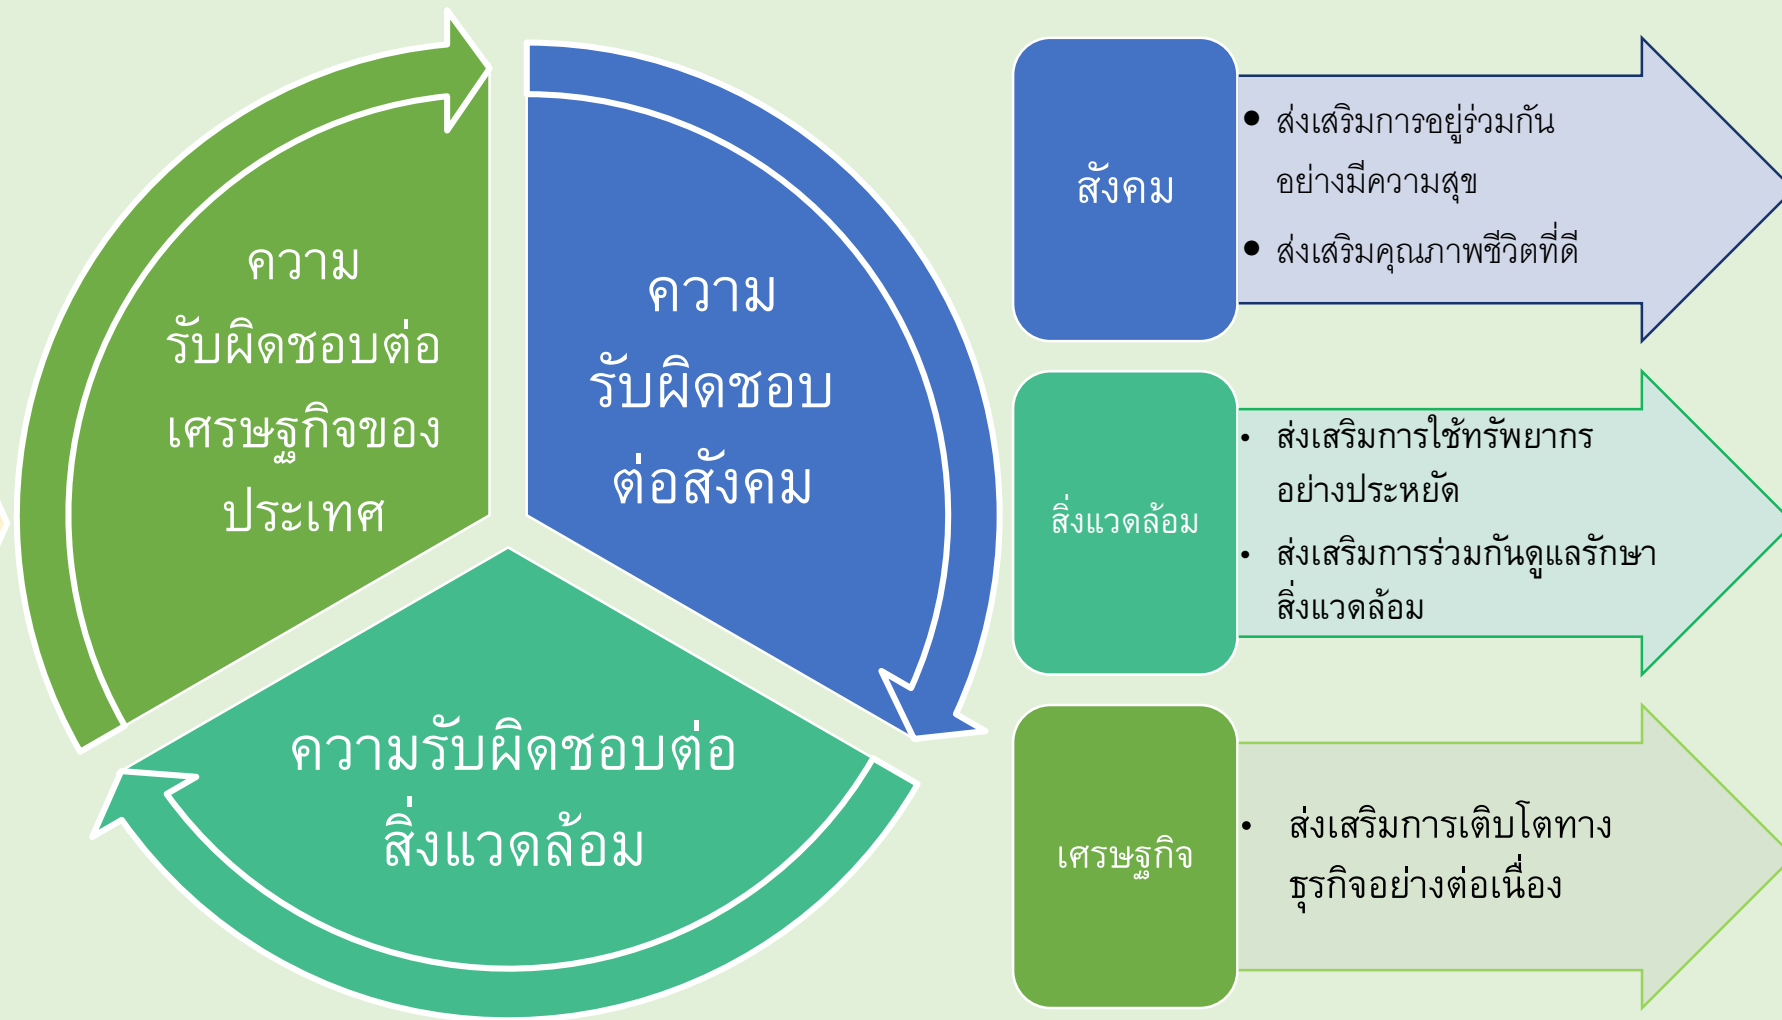 ความ
รับผิดชอบต่อ
เศรษฐกิจของ
ประเทศ
ความ
รับผิดชอบ
ต่อสังคม
ความรับผิดชอบต่อ
สิ่งแวดล้อม
สังคม
• ส่งเสริมการอยู่ร่วมกัน
อย่างมีความสุข
• ส่งเสริมคุณภาพชีวิตที่ดี
สิ่งแวดล้อม
• ส่งเสริมการใช้ทรัพยากร
อย่างประหยัด
• ส่งเสริมการร่วมกันดูแลรักษา
สิ่งแวดล้อม
เศรษฐกิจ
• ส่งเสริมการเติบโตทาง
ธุรกิจอย่างต่อเนื่อง